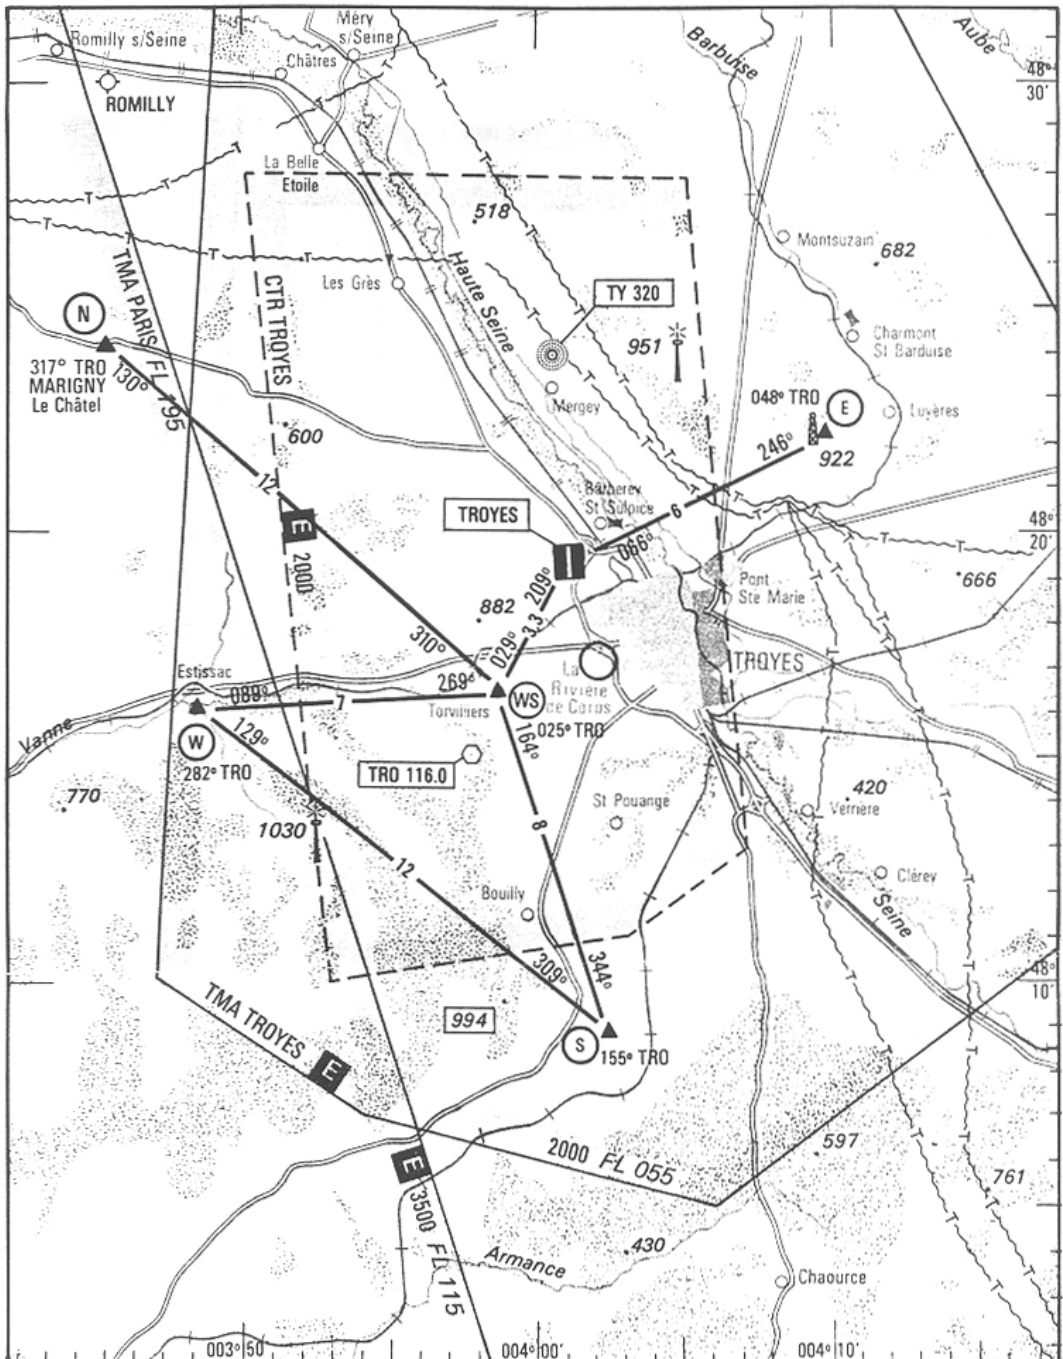 Méry
s/Seine
Romilly s/Seine
Châtres
ROMILLY
Barbuise
Aube
48°
30'
La Belle
Etoile
518
Montsuzain
682
Haute Seine
Les Grès
TY 320
CTR TROYES
TMA PARIS FL 195
N
317° TRO
MARIGNY
Le Châtel
130°
951
Charmont
St Barduise
Mergey
048° TRO
E
Luyères
600
246°
922
12
Barberey
St Sulpice
TROYES
6
066°
48°
20'
E
2000
209°
Pont
Ste Marie
666
882
3.3
310°
029°
TROYES
Estissac
La
Rivière
de Corps
089°
7
269°
WS
Torvilliers
025° TRO
Vanne
W
129°
164°
282° TRO
TRO 116.0
770
St Pouange
420
Verrière
1030
8
12
Clérey
Bouilly
Seine
309°
344°
48°
10'
TMA TROYES
994
S
155° TRO
E
2000 FL 055
597
E
761
3500 FL 115
430
Armance
Chaource
003° 50
004° 00'
004° 10'